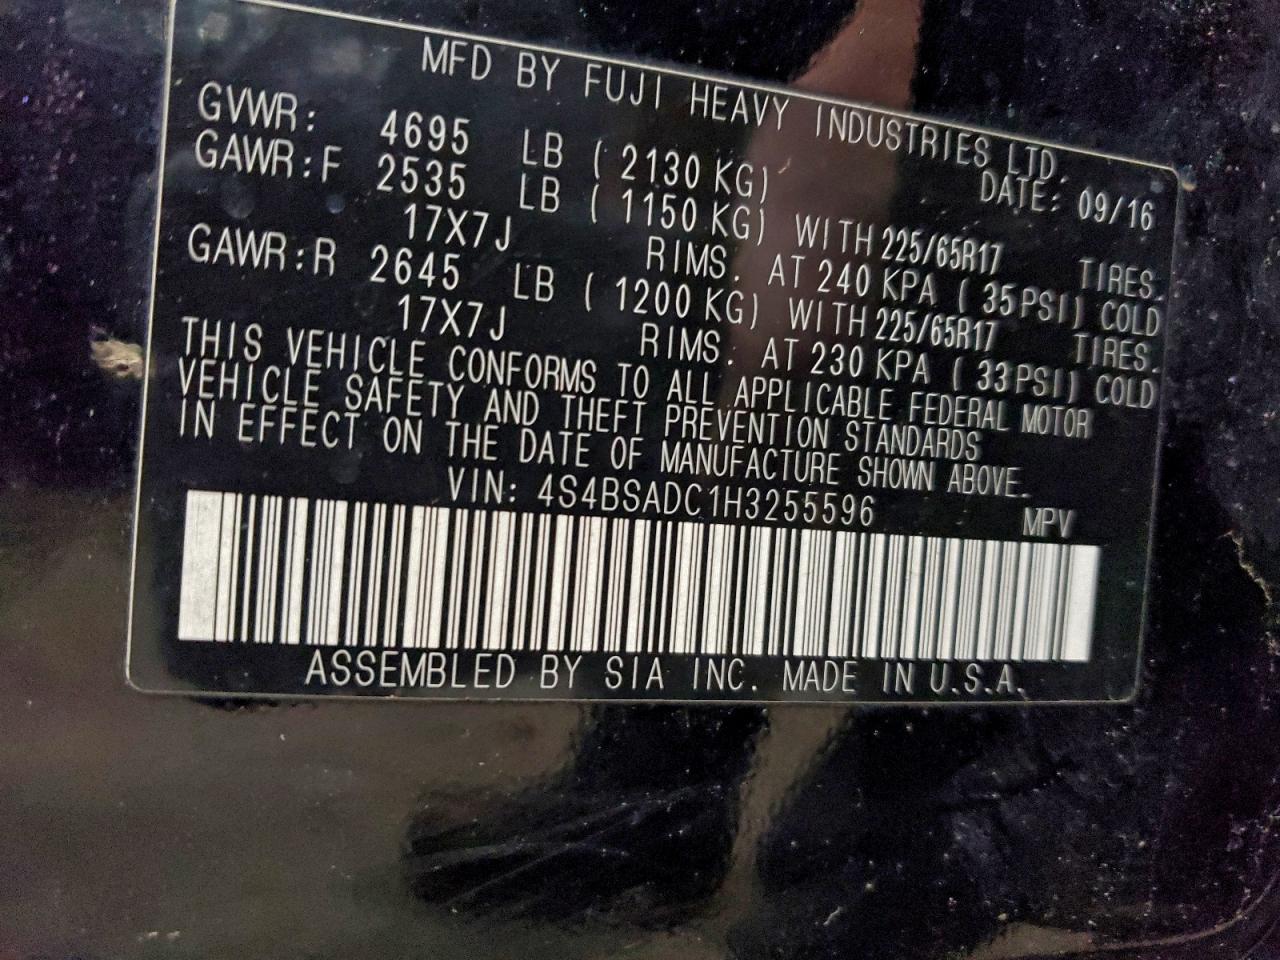 MFD BY FUJI HEAVY INDUSTRIES LTD.
GVWR: 4695 LB ( 2130 KG) DATE: 09/16
GAWR:F 2535 LB ( 1150 KG) WITH 225/65R17 TIRES.
17X7J RIMS. AT 240 KPA ( 35PSI) COLD
GAWR:R 2645 LB ( 1200 KG) WITH 225/65R17 TIRES.
17X7J RIMS. AT 230 KPA ( 33PSI) COLD
THIS VEHICLE CONFORMS TO ALL APPLICABLE FEDERAL MOTOR
VEHICLE SAFETY AND THEFT PREVENTION STANDARDS
IN EFFECT ON THE DATE OF MANUFACTURE SHOWN ABOVE.
VIN: 4S4BSADC1H3255596 MPV
ASSEMBLED BY SIA INC. MADE IN U.S.A.